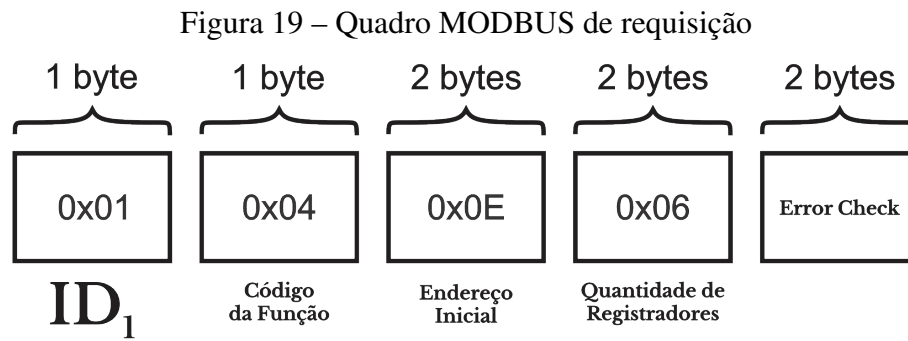 Figura 19 – Quadro MODBUS de requisição
1 byte 1 byte 2 bytes 2 bytes 2 bytes
0x01 0x04 0x0E 0x06 Error Check
ID₁ Código da Função Endereço Inicial Quantidade de Registradores